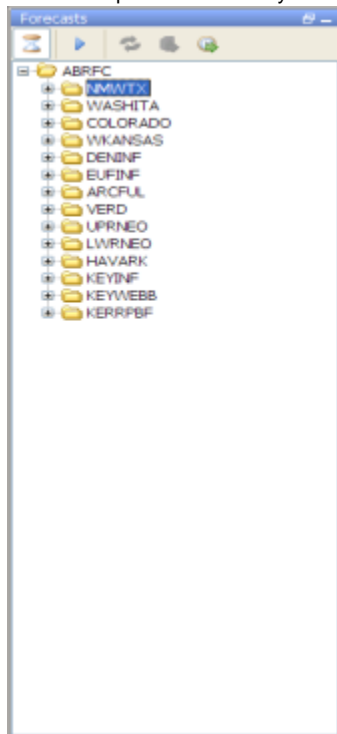 Forecasts
ABRFC
NMWTX
WASHITA
COLORADO
WKANSAS
DENINF
EUFINF
ARCFUL
VERD
UPRNEO
LWRNEO
HAVARK
KEYINF
KEYWEBB
KERRPBF